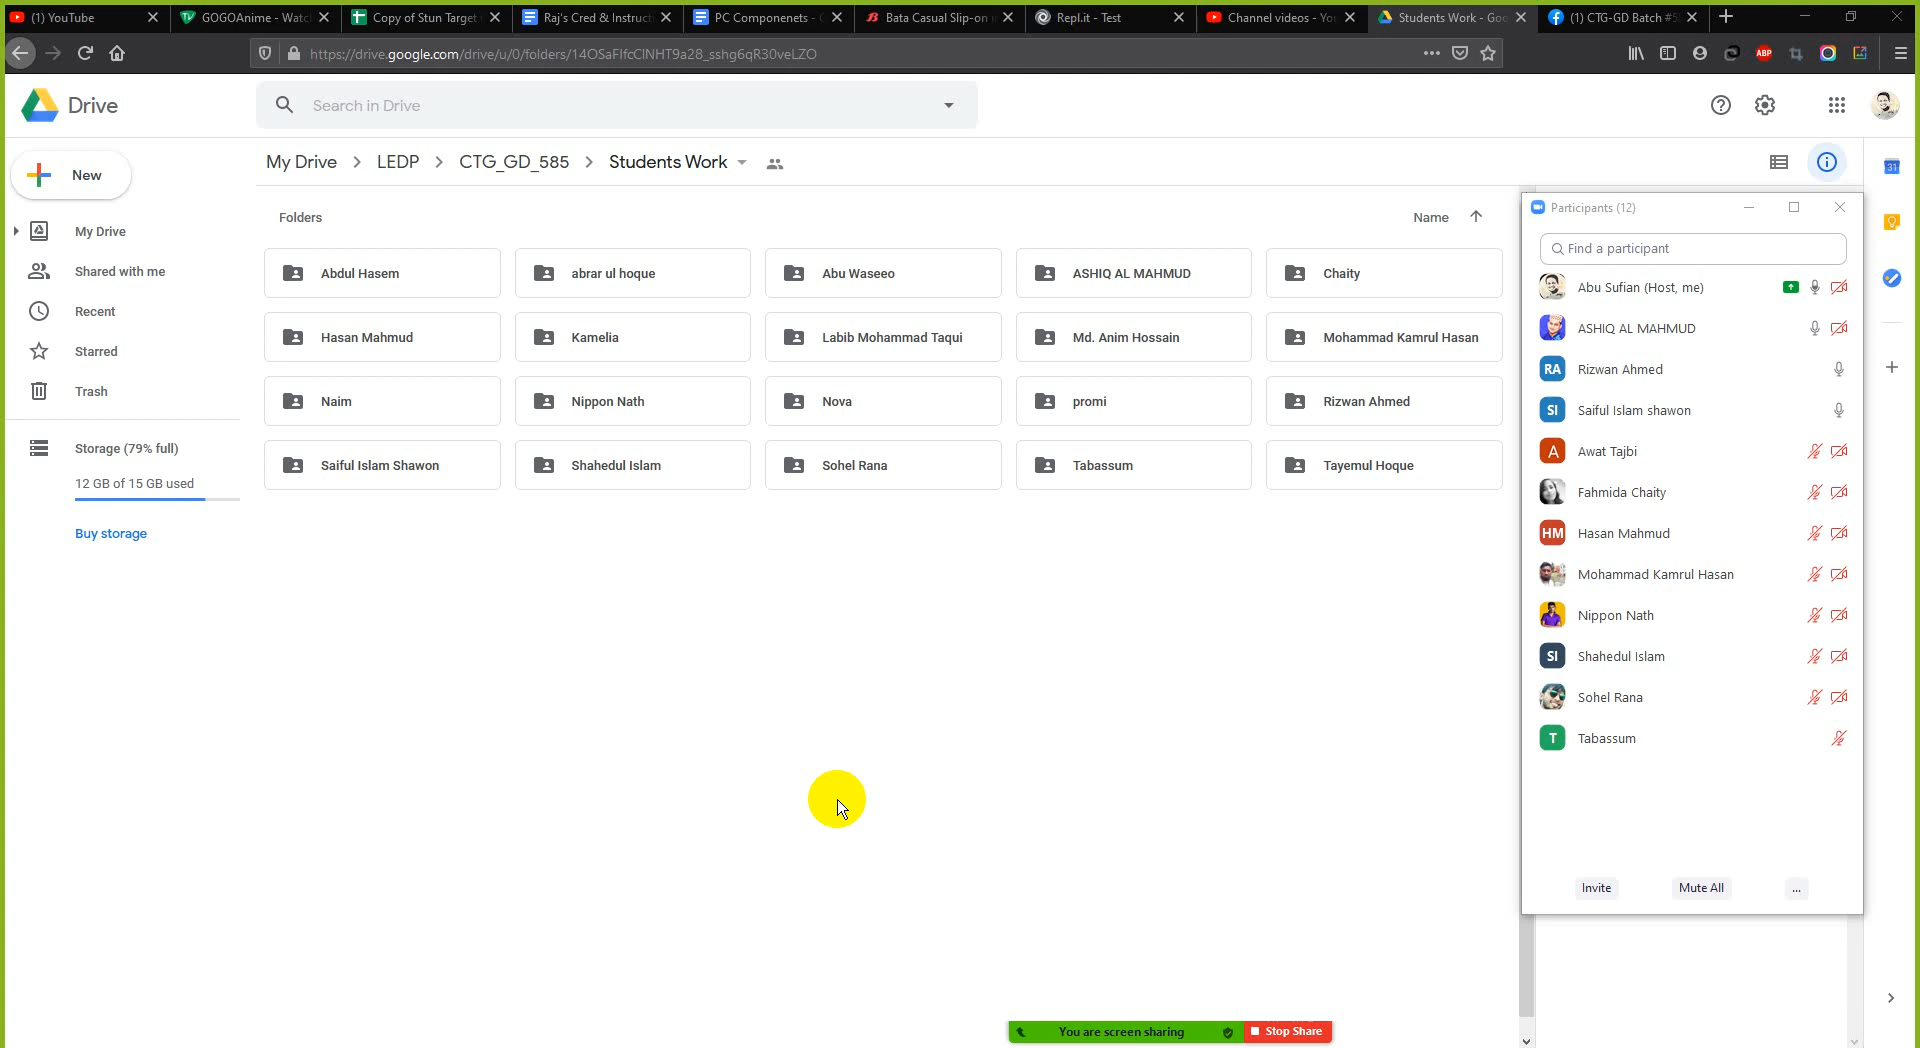 (1) YouTube
GOGOAnime - Watc
Copy of Stun Target
Raj's Cred & Instructi
PC Componenets -
Bata Casual Slip-on
Repl.it - Test
Channel videos - Yo
Students Work - Goo
(1) CTG-GD Batch #5
https://drive.google.com/drive/u/0/folders/14OSaFlfcClNHT9a28_sshg6qR30veLZO
ABP
Drive
Search in Drive
New
My Drive > LEDP > CTG_GD_585 > Students Work
31
My Drive
Shared with me
Recent
Starred
Trash
Storage (79% full)
12 GB of 15 GB used
Buy storage
Folders
Name
Abdul Hasem
abrar ul hoque
Abu Waseeo
ASHIQ AL MAHMUD
Chaity
Hasan Mahmud
Kamelia
Labib Mohammad Taqui
Md. Anim Hossain
Mohammad Kamrul Hasan
Naim
Nippon Nath
Nova
promi
Rizwan Ahmed
Saiful Islam Shawon
Shahedul Islam
Sohel Rana
Tabassum
Tayemul Hoque
Participants (12)
Find a participant
Abu Sufian (Host, me)
ASHIQ AL MAHMUD
RA Rizwan Ahmed
SI Saiful Islam shawon
A Awat Tajbi
Fahmida Chaity
HM Hasan Mahmud
Mohammad Kamrul Hasan
Nippon Nath
SI Shahedul Islam
Sohel Rana
T Tabassum
Invite
Mute All
...
You are screen sharing
Stop Share